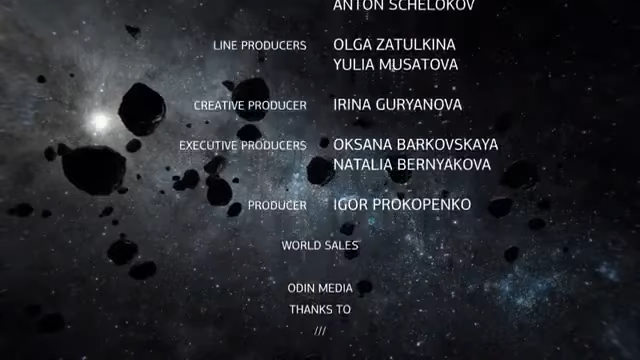 ANTON SCHELOKOV
LINE PRODUCERS OLGA ZATULKINA
YULIA MUSATOVA
CREATIVE PRODUCER IRINA GURYANOVA
EXECUTIVE PRODUCERS OKSANA BARKOVSKAYA
NATALIA BERNYAKOVA
PRODUCER IGOR PROKOPENKO
WORLD SALES
ODIN MEDIA
THANKS TO
///